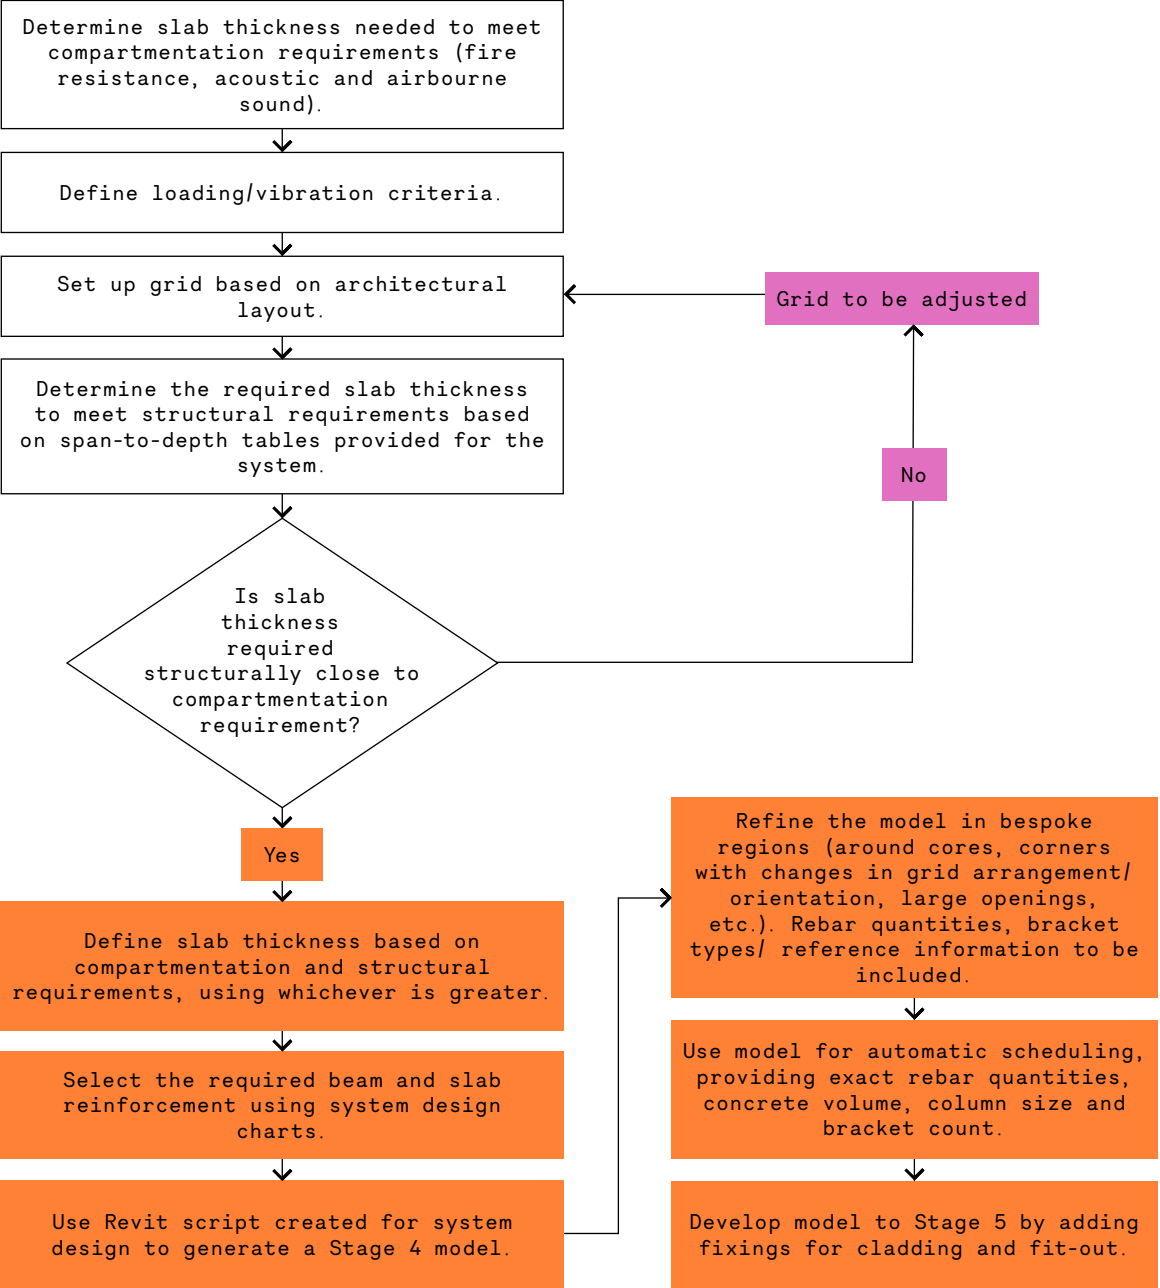 Determine slab thickness needed to meet
compartmentation requirements (fire
resistance, acoustic and airbourne
sound).
Define loading/vibration criteria.
Set up grid based on architectural
layout.
Grid to be adjusted
Determine the required slab thickness
to meet structural requirements based
on span-to-depth tables provided for the
system.
No
Is slab
thickness
required
structurally close to
compartmentation
requirement?
Yes
Define slab thickness based on
compartmentation and structural
requirements, using whichever is greater.
Select the required beam and slab
reinforcement using system design
charts.
Use Revit script created for system
design to generate a Stage 4 model.
Refine the model in bespoke
regions (around cores, corners
with changes in grid arrangement/
orientation, large openings,
etc.). Rebar quantities, bracket
types/ reference information to be
included.
Use model for automatic scheduling,
providing exact rebar quantities,
concrete volume, column size and
bracket count.
Develop model to Stage 5 by adding
fixings for cladding and fit-out.